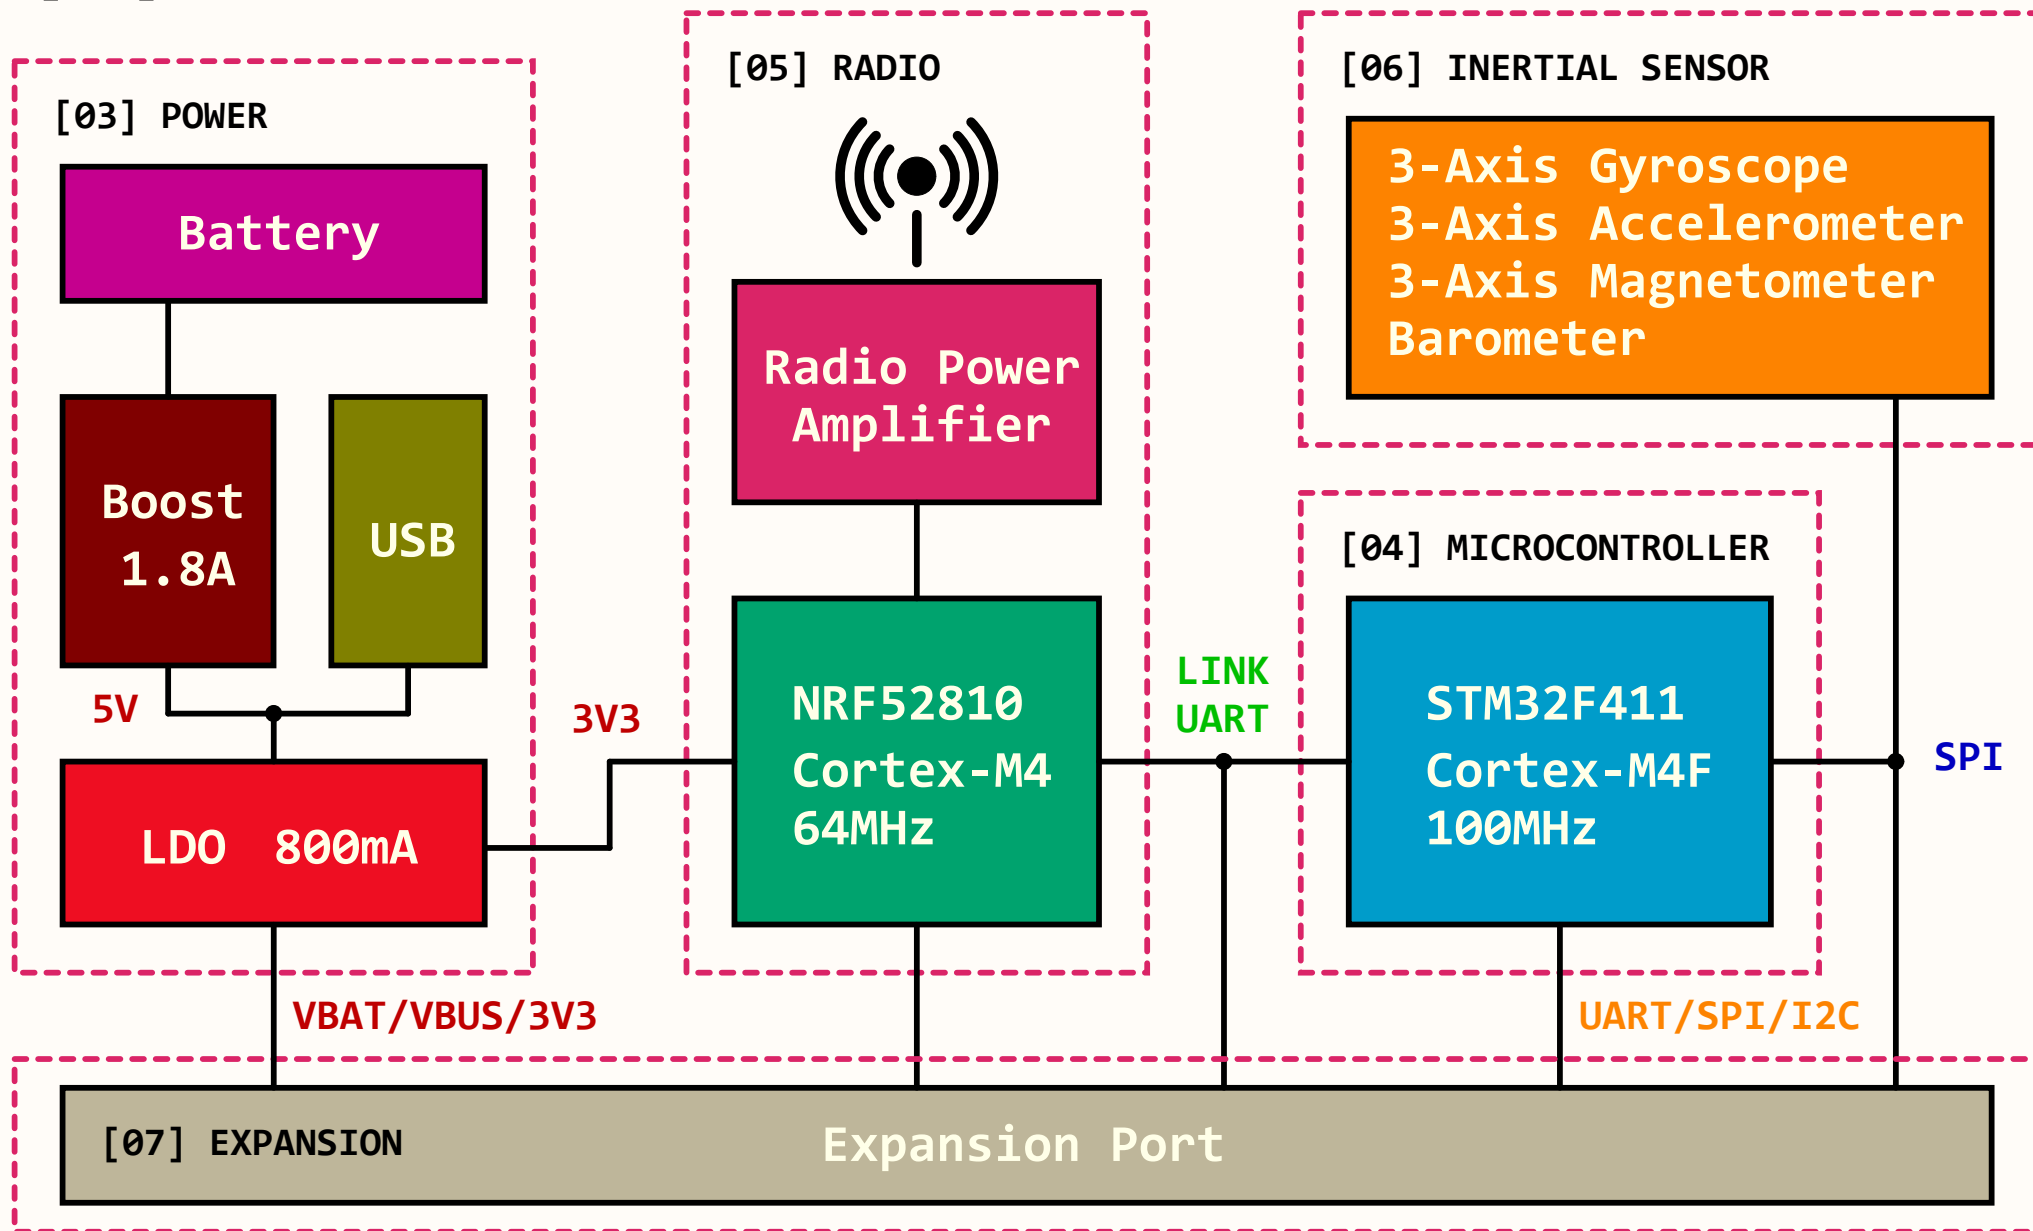 [03] POWER
Battery
Boost
1.8A
USB
5V
LDO 800mA
3V3
VBAT/VBUS/3V3
[05] RADIO
Radio Power
Amplifier
NRF52810
Cortex-M4
64MHz
LINK
UART
[06] INERTIAL SENSOR
3-Axis Gyroscope
3-Axis Accelerometer
3-Axis Magnetometer
Barometer
[04] MICROCONTROLLER
STM32F411
Cortex-M4F
100MHz
SPI
UART/SPI/I2C
[07] EXPANSION
Expansion Port